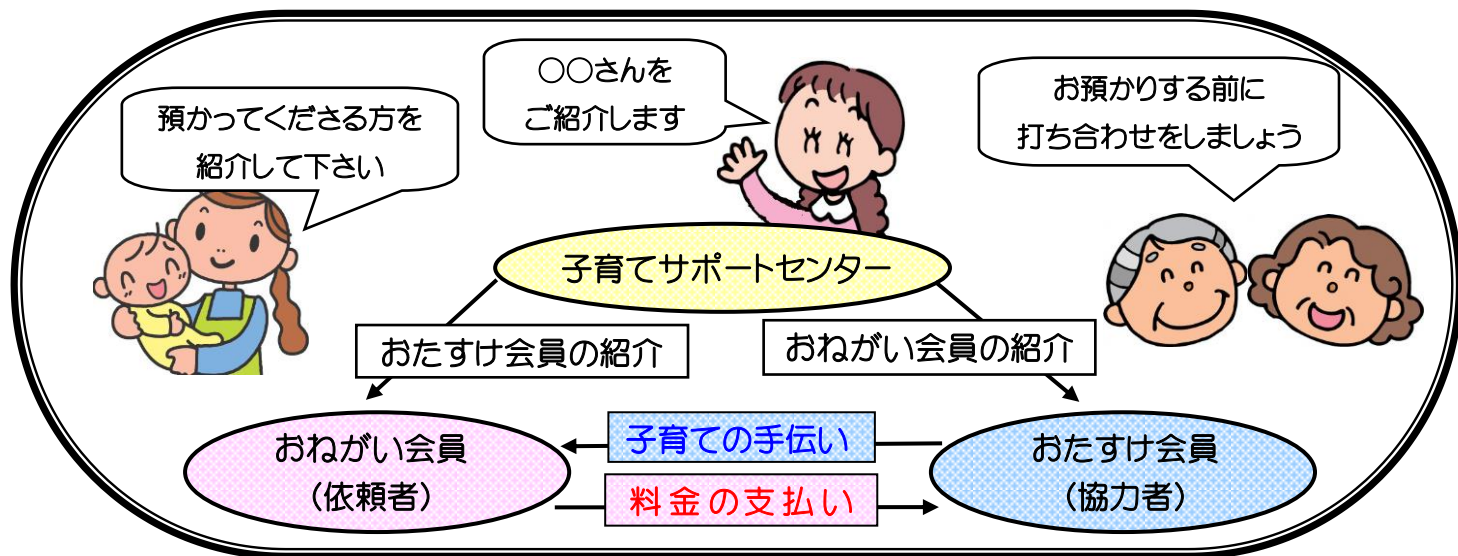 預かってくださる方を
紹介して下さい
○○さんを
ご紹介します
お預かりする前に
打ち合わせをしましょう
子育てサポートセンター
おたすけ会員の紹介
おねがい会員の紹介
おねがい会員
（依頼者）
子育ての手伝い
料金の支払い
おたすけ会員
（協力者）